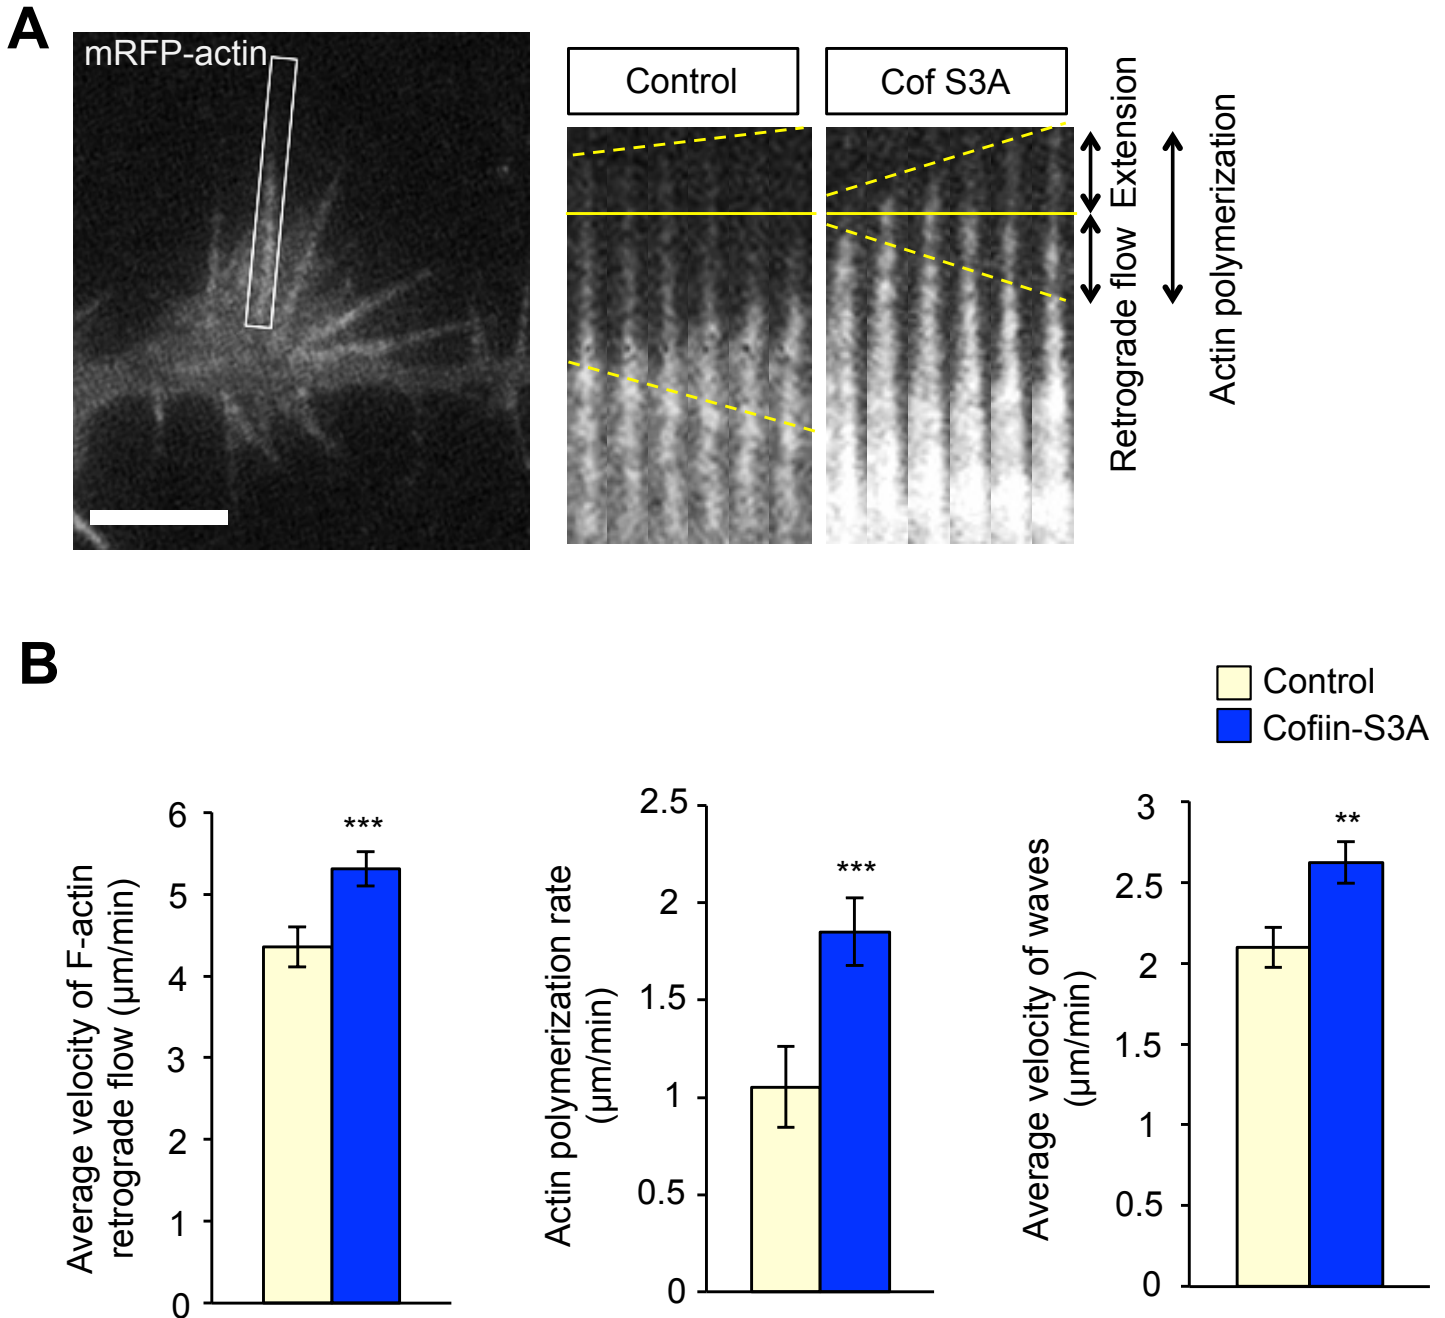 A
mRFP-actin
Control
Cof S3A
Extension
Retrograde flow
Actin polymerization
B
Control
Cofiin-S3A
Average velocity of F-actin
retrograde flow (μm/min)
6
5
4
3
2
1
0
***
Actin polymerization rate
(μm/min)
2.5
2
1.5
1
0.5
0
***
Average velocity of waves
(μm/min)
3
2.5
2
1.5
1
0.5
0
**